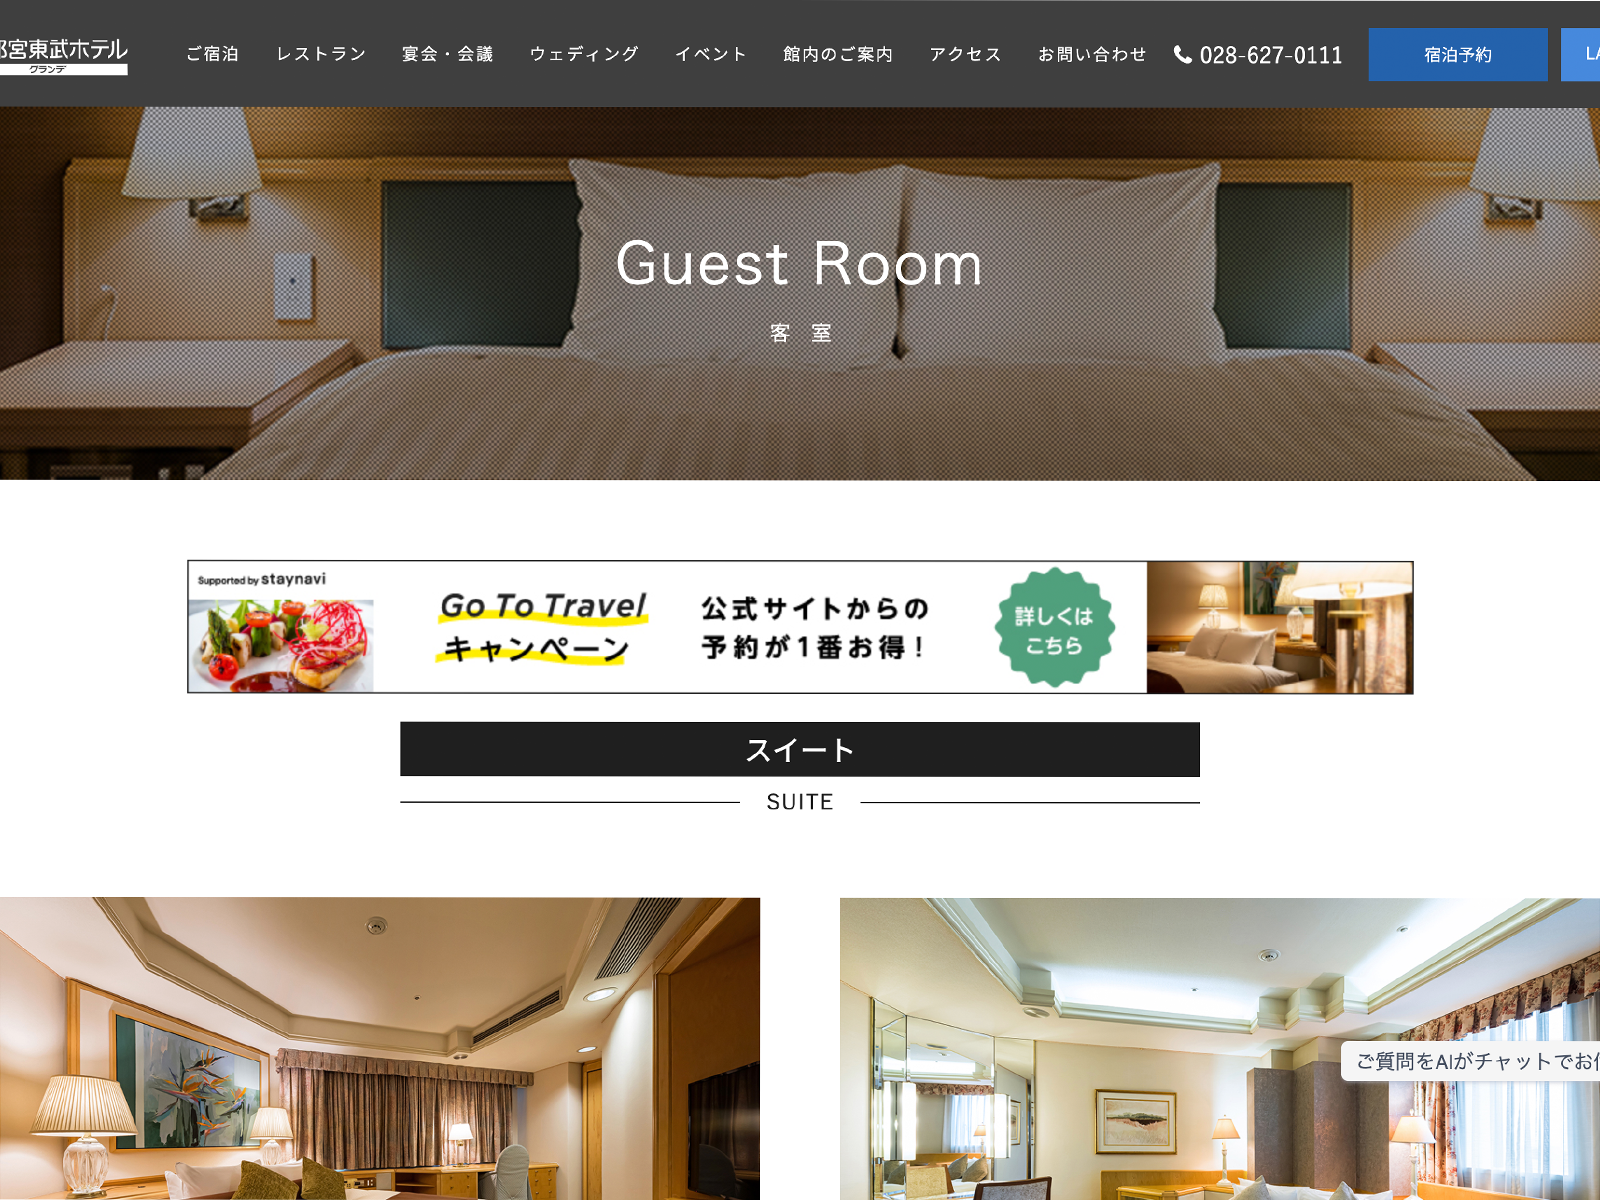 宮東武ホテル
グランデ
ご宿泊
レストラン
宴会・会議
ウェディング
イベント
館内のご案内
アクセス
お問い合わせ
028-627-0111
宿泊予約
Guest Room
客室
Supported by staynavi
Go To Travel
キャンペーン
公式サイトからの
予約が1番お得！
詳しくは
こちら
スイート
SUITE
ご質問をAIがチャットでお